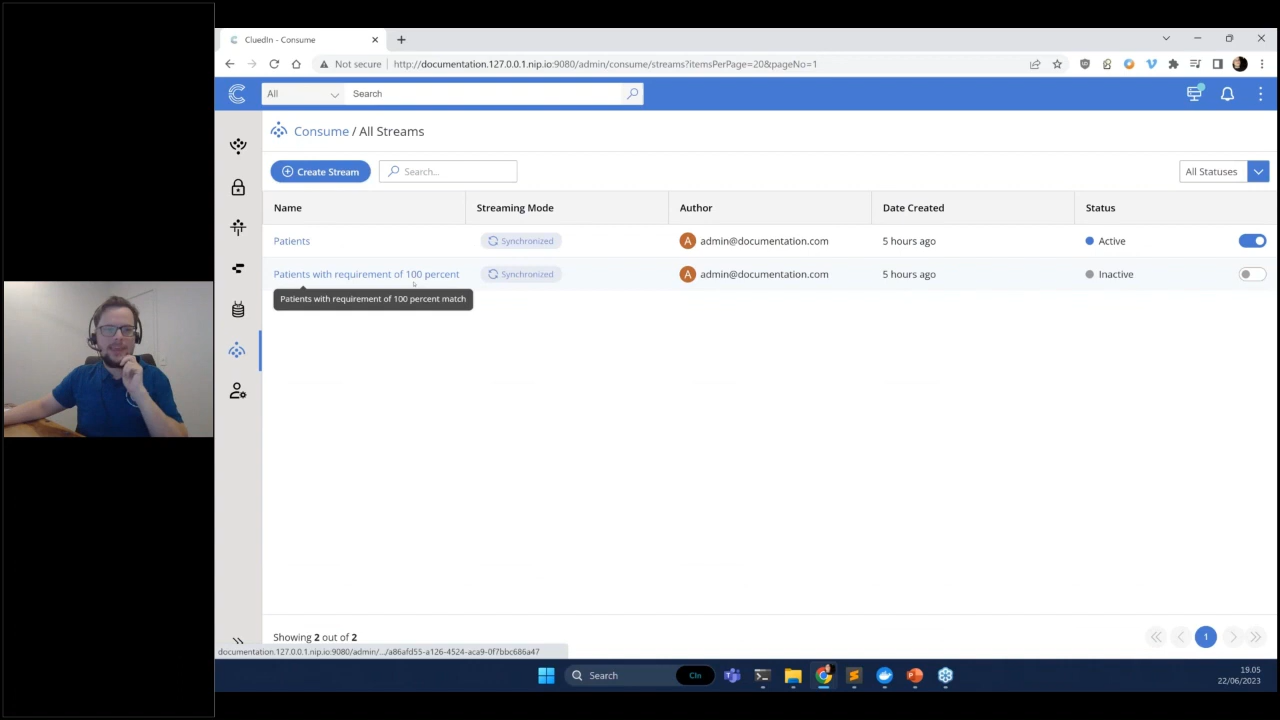 CluedIn - Consume
Not secure
http://documentation.127.0.0.1.nip.io:9080/admin/consume/streams?itemsPerPage=20&pageNo=1
All
Search
Consume / All Streams
Create Stream
Search...
All Statuses
Name Streaming Mode Author Date Created Status
Patients Synchronized A admin@documentation.com 5 hours ago Active
Patients with requirement of 100 percent Synchronized A admin@documentation.com 5 hours ago Inactive
Patients with requirement of 100 percent match
Showing 2 out of 2
1
documentation.127.0.0.1.nip.io:9080/admin/.../a86afd55-a126-4524-aca9-0f7bbc686a47
Search
CIn
19.05
22/06/2023